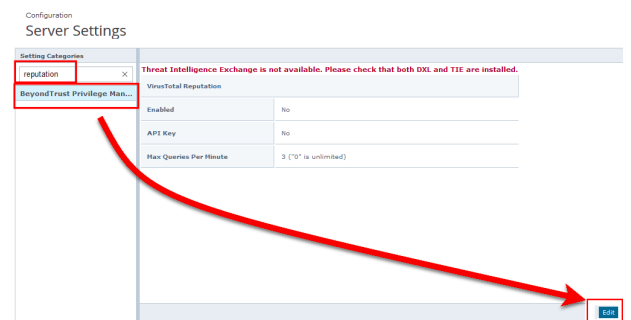 Configuration
Server Settings
Setting Categories
reputation ×
BeyondTrust Privilege Man...
Threat Intelligence Exchange is not available. Please check that both DXL and TIE are installed.
VirusTotal Reputation
Enabled No
API Key No
Max Queries Per Minute 3 ("0" is unlimited)
Edit